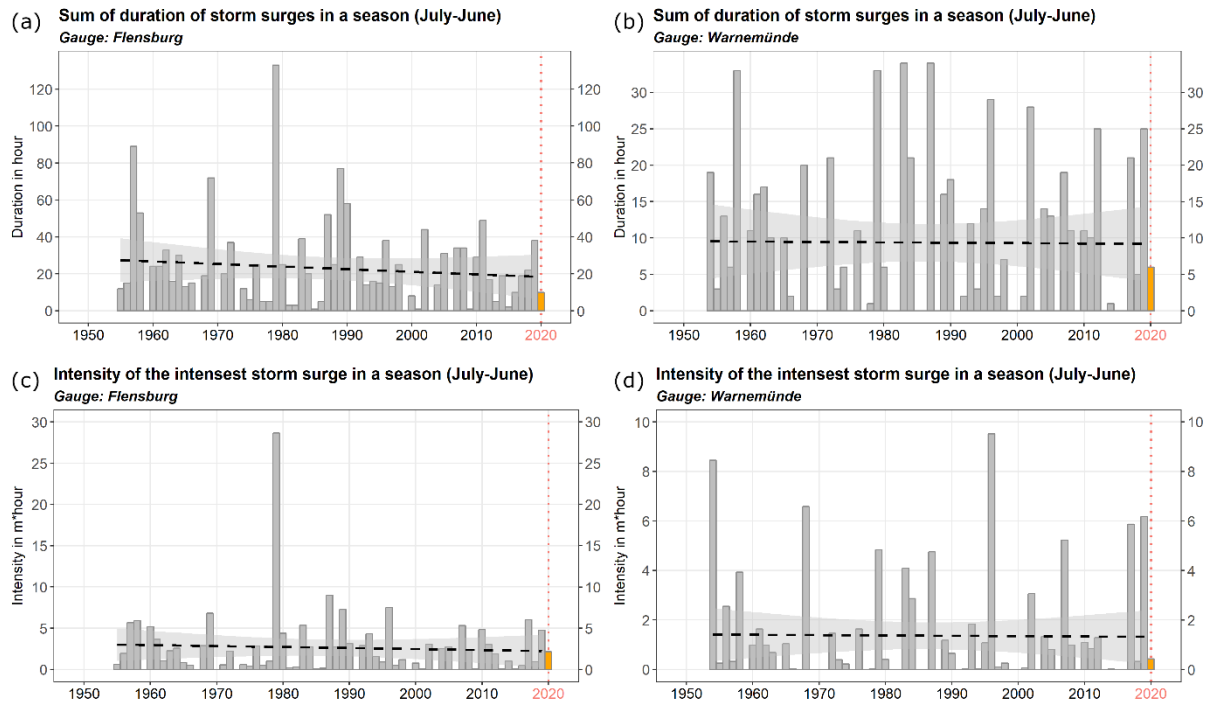 (a) Sum of duration of storm surges in a season (July-June)
Gauge: Flensburg
120 120
100 100
80 80
60 60
40 40
20 20
0 0
Duration in hour
1950 1960 1970 1980 1990 2000 2010 2020
(b) Sum of duration of storm surges in a season (July-June)
Gauge: Warnemünde
30 30
25 25
20 20
15 15
10 10
5 5
0 0
Duration in hour
1950 1960 1970 1980 1990 2000 2010 2020
(c) Intensity of the intensest storm surge in a season (July-June)
Gauge: Flensburg
30 30
25 25
20 20
15 15
10 10
5 5
0 0
Intensity in m*hour
1950 1960 1970 1980 1990 2000 2010 2020
(d) Intensity of the intensest storm surge in a season (July-June)
Gauge: Warnemünde
10 10
8 8
6 6
4 4
2 2
0 0
Intensity in m*hour
1950 1960 1970 1980 1990 2000 2010 2020